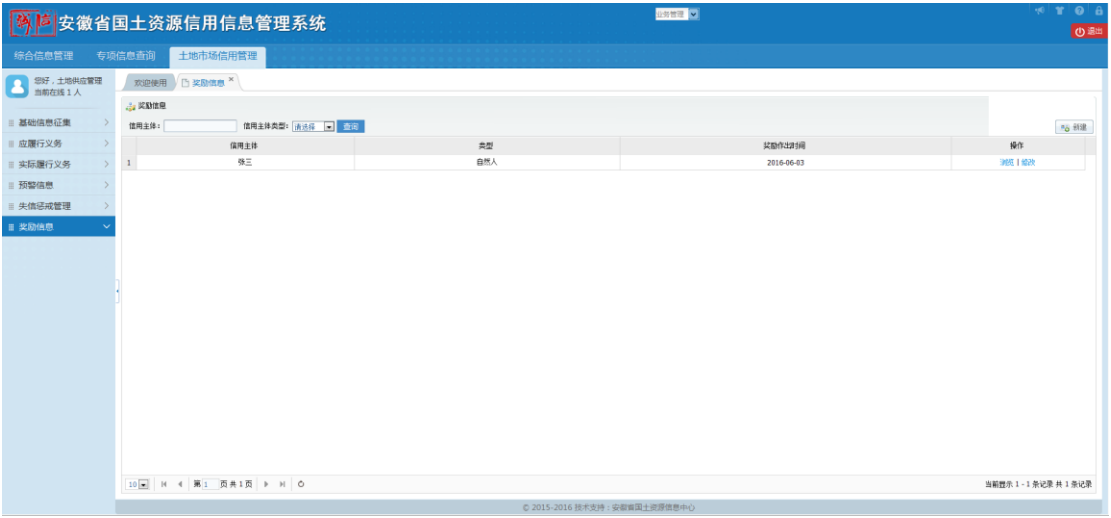 诚信 安徽省国土资源信用信息管理系统
业务管理
退出
综合信息管理 专项信息查询 土地市场信用管理
您好，土地供应管理
当前在线 1 人
欢迎使用 奖励信息 ×
奖励信息
信用主体： 信用主体类型： 请选择 查询
新建
基础信息征集
应履行义务
实际履行义务
预警信息
失信惩戒管理
奖励信息
信用主体 类型 奖励作出时间 操作
1 张三 自然人 2016-06-03 浏览 | 修改
10 第 1 页 共 1 页
当前显示 1 - 1 条记录 共 1 条记录
© 2015-2016 技术支持：安徽省国土资源信息中心